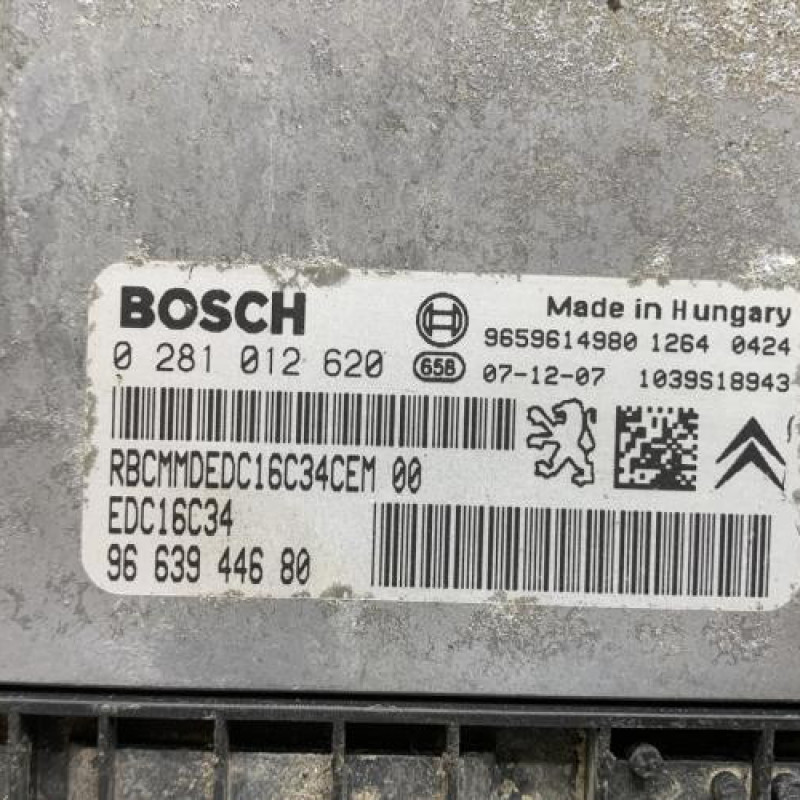 BOSCH
Made in Hungary
9659614980 1264 0424
0 281 012 620
65B 07-12-07 1039S18943
RBCMMDEDC16C34CEM 00
EDC16C34
96 639 446 80